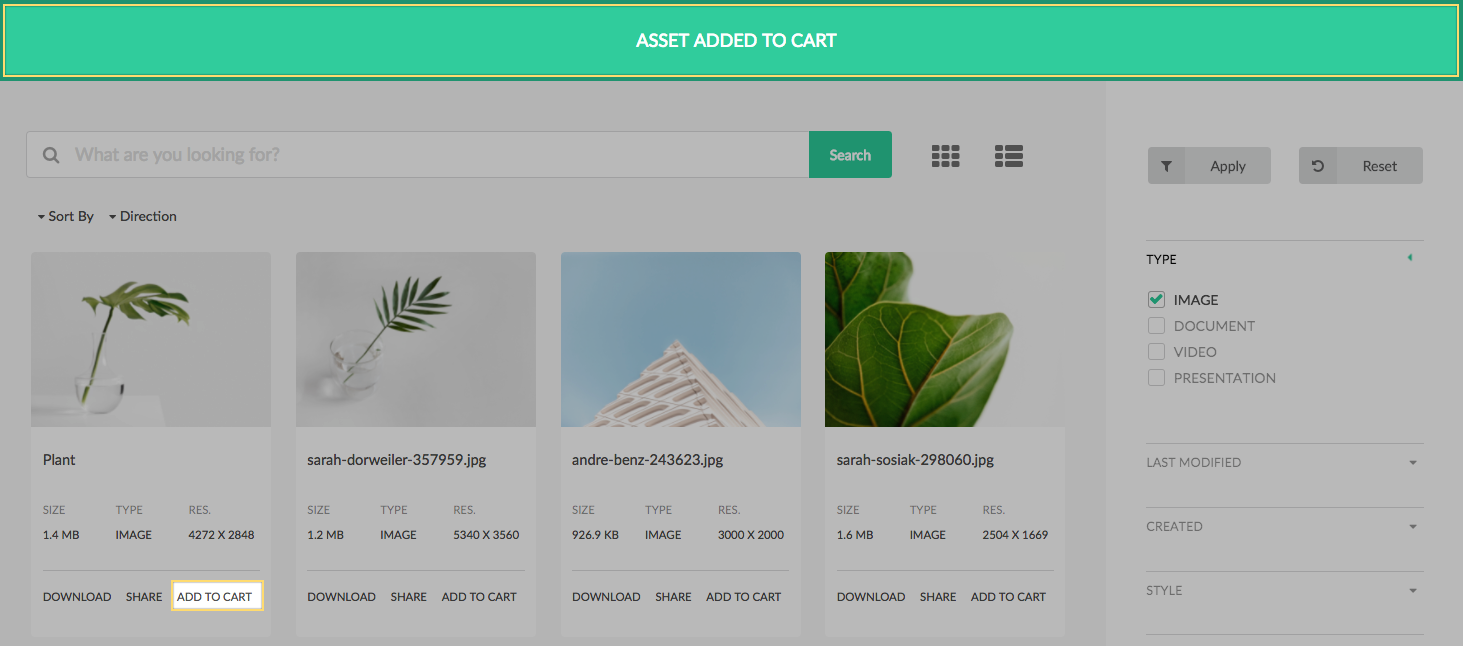 ASSET ADDED TO CART
What are you looking for?
Search
Apply
Reset
Sort By
Direction
TYPE
IMAGE
DOCUMENT
VIDEO
PRESENTATION
Plant
SIZE TYPE RES.
1.4 MB IMAGE 4272 X 2848
DOWNLOAD SHARE ADD TO CART
sarah-dorweiler-357959.jpg
SIZE TYPE RES.
1.2 MB IMAGE 5340 X 3560
DOWNLOAD SHARE ADD TO CART
andre-benz-243623.jpg
SIZE TYPE RES.
926.9 KB IMAGE 3000 X 2000
DOWNLOAD SHARE ADD TO CART
sarah-sosiak-298060.jpg
SIZE TYPE RES.
1.6 MB IMAGE 2504 X 1669
DOWNLOAD SHARE ADD TO CART
LAST MODIFIED
CREATED
STYLE